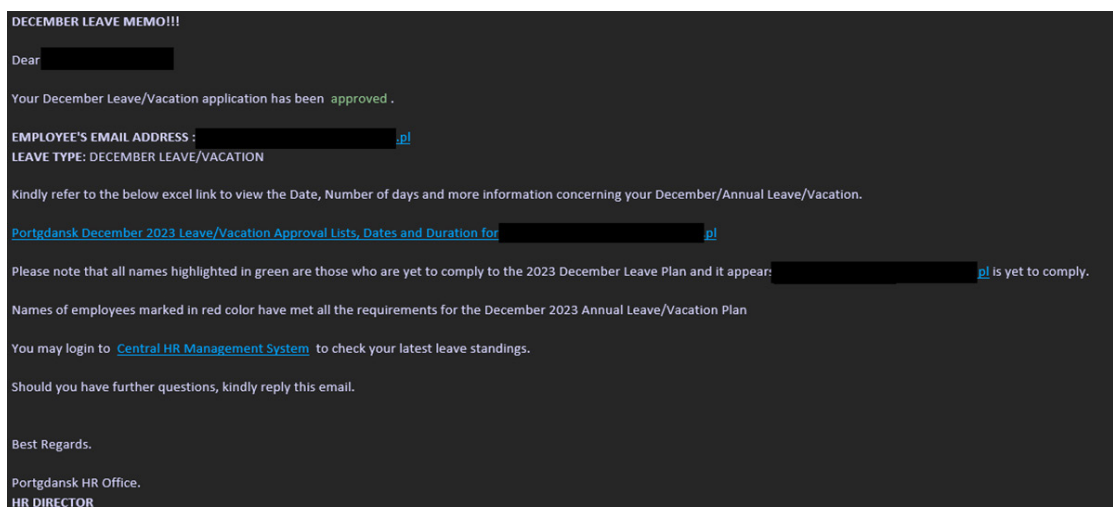 DECEMBER LEAVE MEMO!!!
Dear
Your December Leave/Vacation application has been approved .
EMPLOYEE'S EMAIL ADDRESS : .pl
LEAVE TYPE: DECEMBER LEAVE/VACATION
Kindly refer to the below excel link to view the Date, Number of days and more information concerning your December/Annual Leave/Vacation.
Portgdansk December 2023 Leave/Vacation Approval Lists, Dates and Duration for pl
Please note that all names highlighted in green are those who are yet to comply to the 2023 December Leave Plan and it appears pl is yet to comply.
Names of employees marked in red color have met all the requirements for the December 2023 Annual Leave/Vacation Plan
You may login to Central HR Management System to check your latest leave standings.
Should you have further questions, kindly reply this email.
Best Regards.
Portgdansk HR Office.
HR DIRECTOR